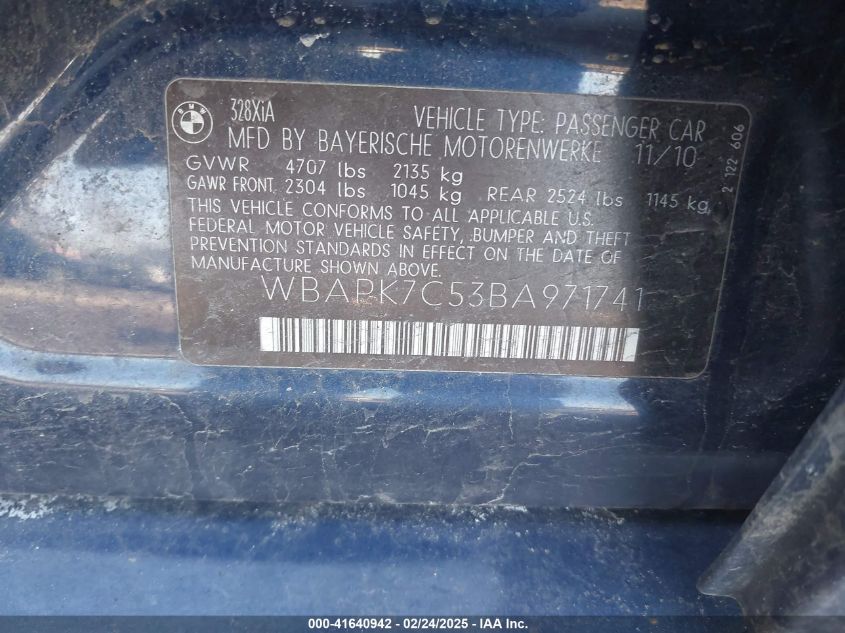 BMW
328XiA
VEHICLE TYPE: PASSENGER CAR
MFD BY BAYERISCHE MOTORENWERKE 11/10
GVWR 4707 lbs 2135 kg
GAWR FRONT 2304 lbs 1045 kg REAR 2524 lbs 1145 kg
THIS VEHICLE CONFORMS TO ALL APPLICABLE U.S.
FEDERAL MOTOR VEHICLE SAFETY, BUMPER AND THEFT
PREVENTION STANDARDS IN EFFECT ON THE DATE OF
MANUFACTURE SHOWN ABOVE.
WBAPK7C53BA971741
2 122 606
000-41640942 - 02/24/2025 - IAA Inc.